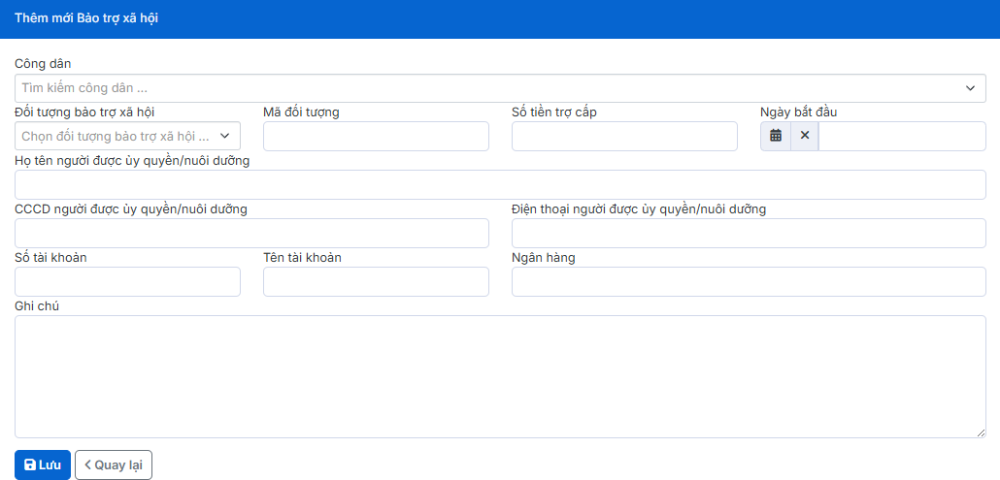 Thêm mới Bảo trợ xã hội
Công dân
Tìm kiếm công dân ...
Đối tượng bảo trợ xã hội Mã đối tượng Số tiền trợ cấp Ngày bắt đầu
Chọn đối tượng bảo trợ xã hội ...
Họ tên người được ủy quyền/nuôi dưỡng
CCCD người được ủy quyền/nuôi dưỡng Điện thoại người được ủy quyền/nuôi dưỡng
Số tài khoản Tên tài khoản Ngân hàng
Ghi chú
Lưu Quay lại